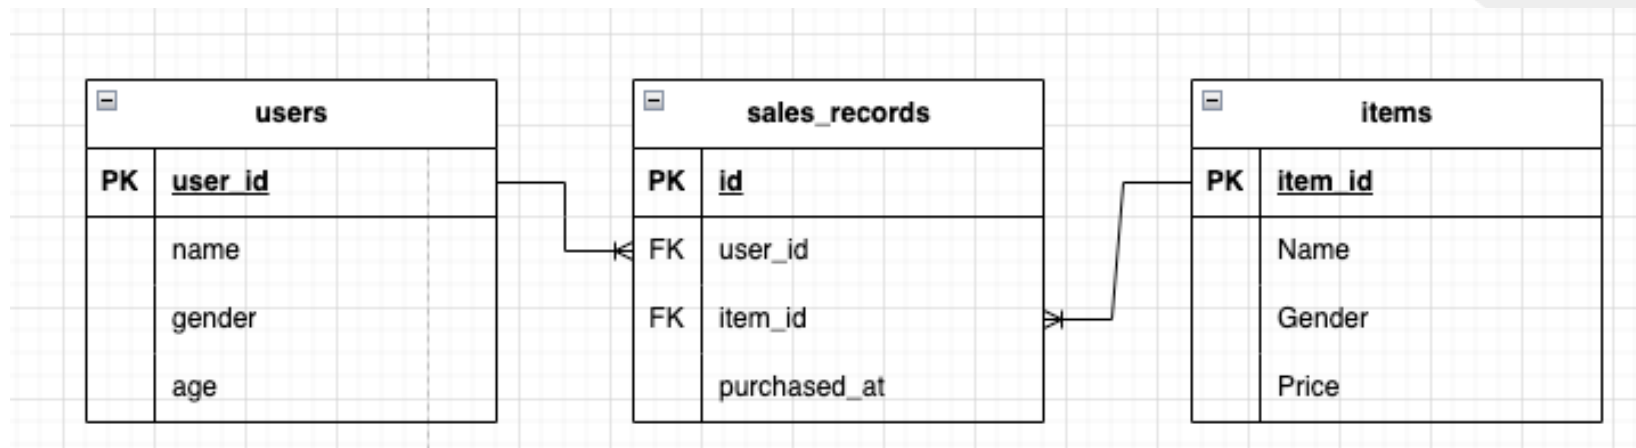 users
PK user_id
name
gender
age
sales_records
PK id
FK user_id
FK item_id
purchased_at
items
PK item_id
Name
Gender
Price